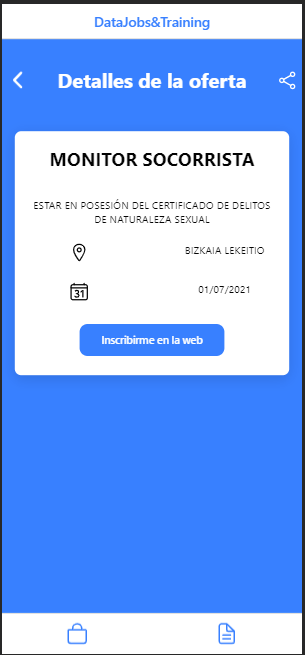 DataJobs&Training
Detalles de la oferta
MONITOR SOCORRISTA
ESTAR EN POSESIÓN DEL CERTIFICADO DE DELITOS
DE NATURALEZA SEXUAL
BIZKAIA LEKEITIO
31
01/07/2021
Inscribirme en la web